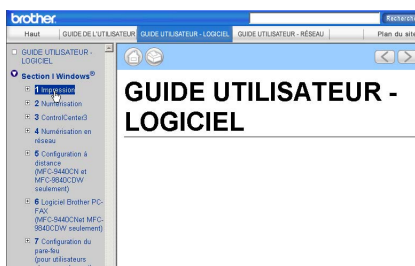 brother.
Recherche
Haut
GUIDE DE L'UTILISATEUR
GUIDE UTILISATEUR - LOGICIEL
GUIDE UTILISATEUR - RÉSEAU
Plan du site
GUIDE UTILISATEUR -
LOGICIEL
Section I Windows®
1 Impression
2 Numérisation
3 ControlCenter3
4 Numérisation en
réseau
5 Configuration à
distance
(MFC-9440CN et
MFC-9840CDW
seulement)
6 Logiciel Brother PC-
FAX
(MFC-9440CNet MFC-
9840CDW seulement)
7 Configuration du
pare-feu
(pour utilisateurs
GUIDE UTILISATEUR -
LOGICIEL